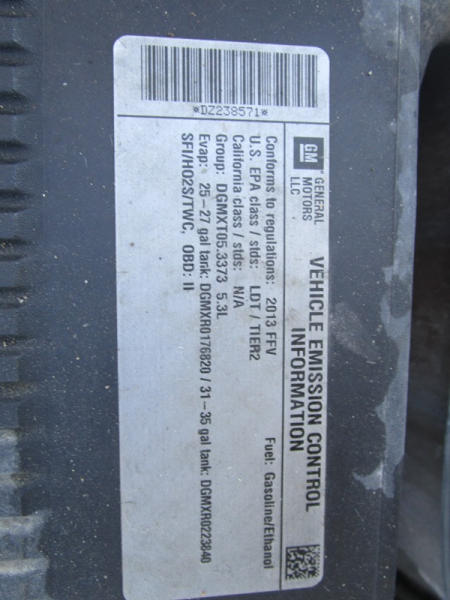 GM
GENERAL
MOTORS
LLC
VEHICLE EMISSION CONTROL
INFORMATION
Conforms to regulations: 2013 FFV
Fuel: Gasoline/Ethanol
U.S. EPA class / stds: LDT / TIER2
California class / stds: N/A
Group: DGMXT05.3373 5.3L
Evap: 25-27 gal tank: DGMXR0176820 / 31-35 gal tank: DGMXR0223840
SFI/HO2S/TWC, OBD: II
*DZ238571*